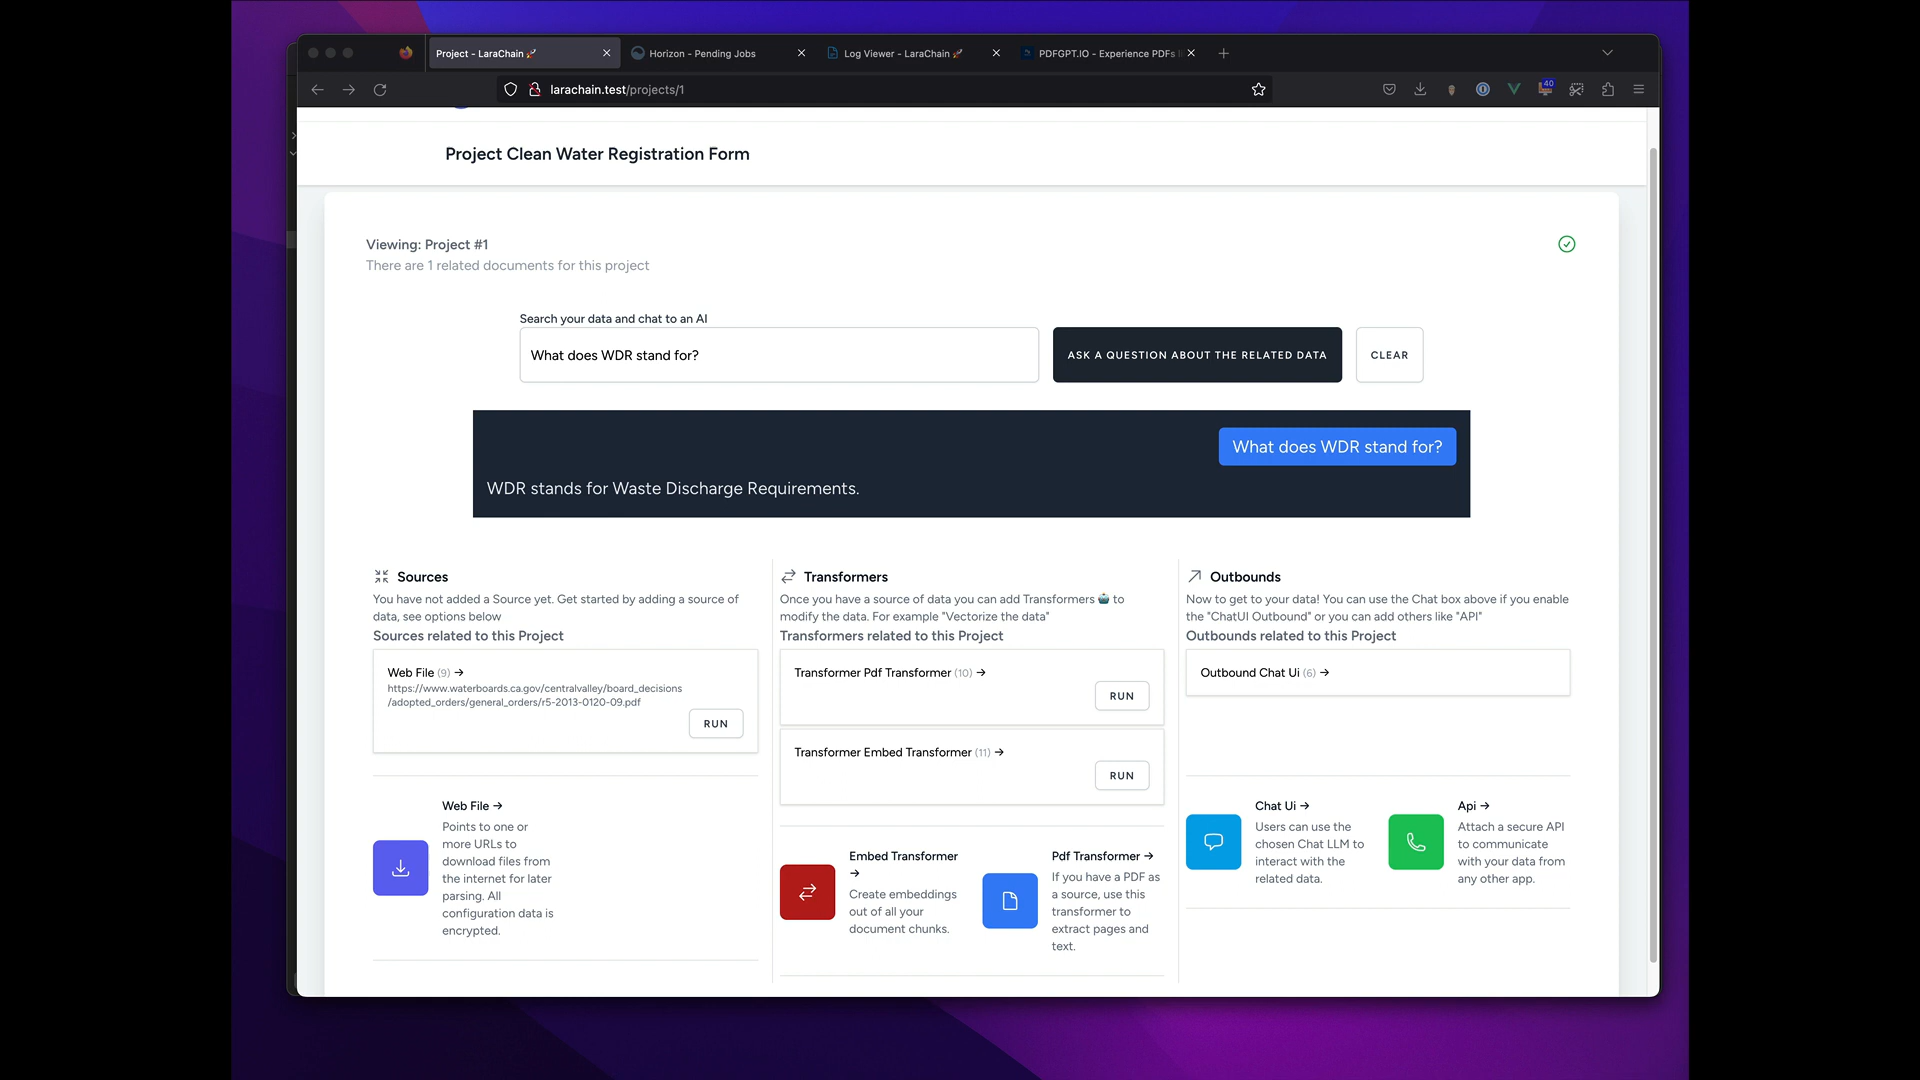 Project - LaraChain 🚀
Horizon - Pending Jobs
Log Viewer - LaraChain 🚀
PDFGPT.IO - Experience PDFs
larachain.test/projects/1
40
Project Clean Water Registration Form
Viewing: Project #1
There are 1 related documents for this project
Search your data and chat to an AI
What does WDR stand for?
ASK A QUESTION ABOUT THE RELATED DATA
CLEAR
What does WDR stand for?
WDR stands for Waste Discharge Requirements.
Sources
You have not added a Source yet. Get started by adding a source of
data, see options below
Sources related to this Project
Web File (9) →
https://www.waterboards.ca.gov/centralvalley/board_decisions
/adopted_orders/general_orders/r5-2013-0120-09.pdf
RUN
Web File →
Points to one or
more URLs to
download files from
the internet for later
parsing. All
configuration data is
encrypted.
Transformers
Once you have a source of data you can add Transformers 🤖 to
modify the data. For example "Vectorize the data"
Transformers related to this Project
Transformer Pdf Transformer (10) →
RUN
Transformer Embed Transformer (11) →
RUN
Embed Transformer
→
Create embeddings
out of all your
document chunks.
Pdf Transformer →
If you have a PDF as
a source, use this
transformer to
extract pages and
text.
Outbounds
Now to get to your data! You can use the Chat box above if you enable
the "ChatUI Outbound" or you can add others like "API"
Outbounds related to this Project
Outbound Chat Ui (6) →
Chat Ui →
Users can use the
chosen Chat LLM to
interact with the
related data.
Api →
Attach a secure API
to communicate
with your data from
any other app.